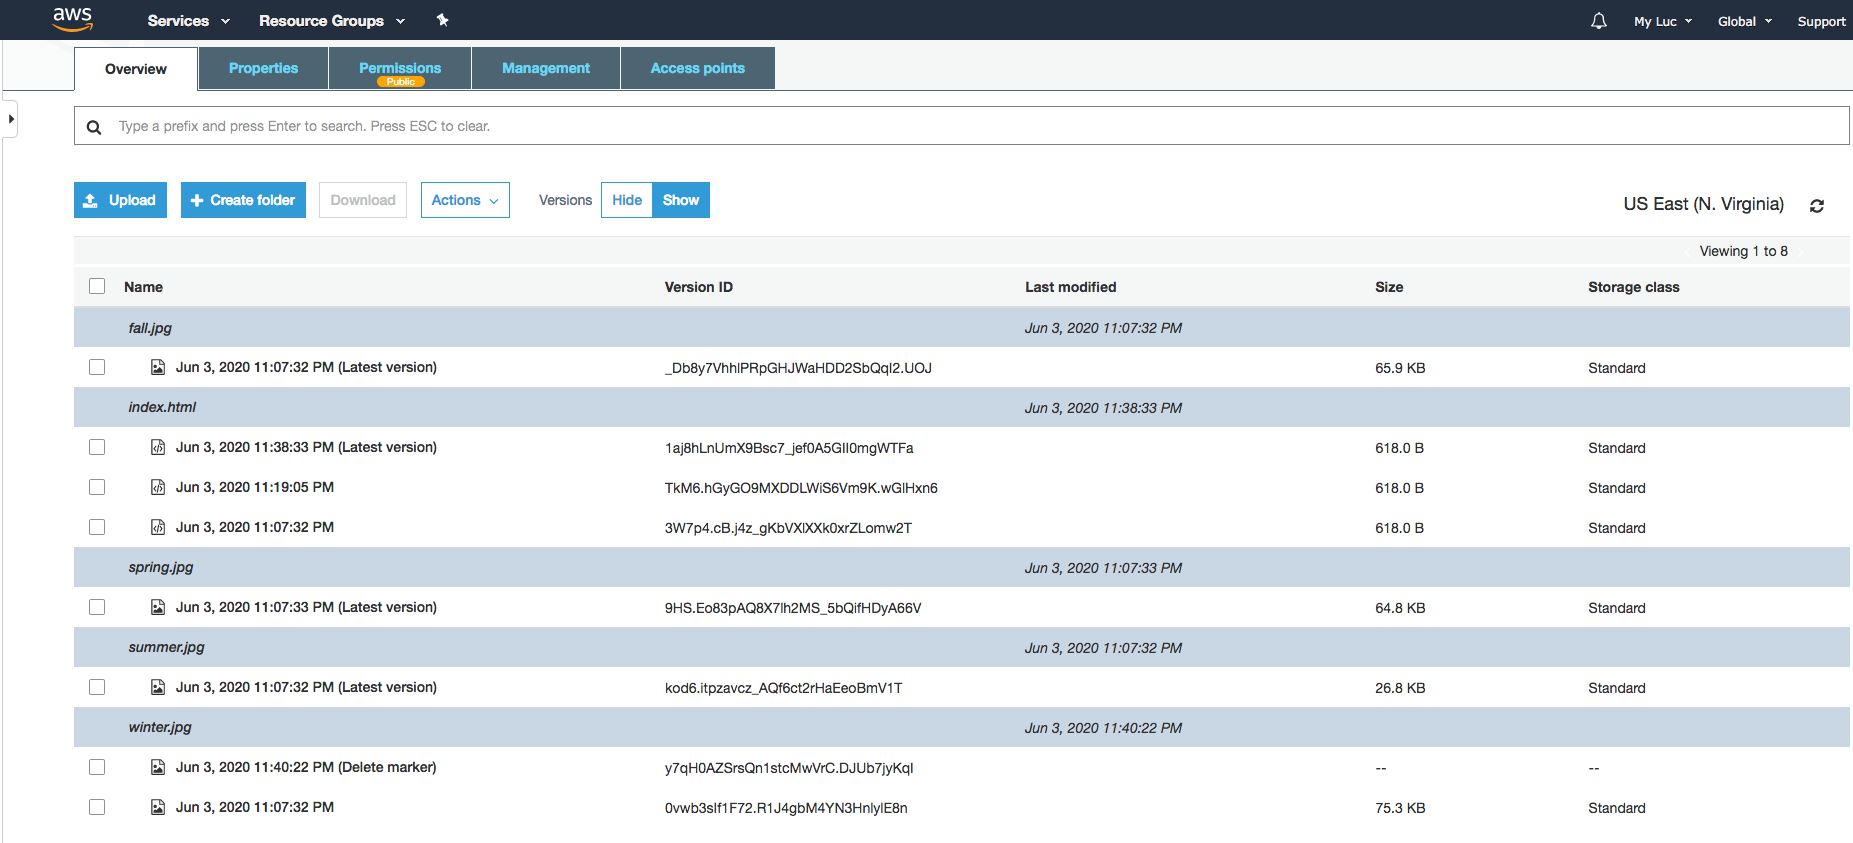 aws Services Resource Groups My Luc Global Support
Overview Properties Permissions Management Access points
Public
Type a prefix and press Enter to search. Press ESC to clear.
Upload Create folder Download Actions Versions Hide Show
US East (N. Virginia)
Viewing 1 to 8
Name Version ID Last modified Size Storage class
fall.jpg Jun 3, 2020 11:07:32 PM
Jun 3, 2020 11:07:32 PM (Latest version) _Db8y7VhhlPRpGHJWaHDD2SbQqI2.UOJ 65.9 KB Standard
index.html Jun 3, 2020 11:38:33 PM
Jun 3, 2020 11:38:33 PM (Latest version) 1aj8hLnUmX9Bsc7_jef0A5GII0mgWTFa 618.0 B Standard
Jun 3, 2020 11:19:05 PM TkM6.hGyGO9MXDDLWiS6Vm9K.wGlHxn6 618.0 B Standard
Jun 3, 2020 11:07:32 PM 3W7p4.cB.j4z_gKbVXlXXk0xrZLomw2T 618.0 B Standard
spring.jpg Jun 3, 2020 11:07:33 PM
Jun 3, 2020 11:07:33 PM (Latest version) 9HS.Eo83pAQ8X7lh2MS_5bQifHDyA66V 64.8 KB Standard
summer.jpg Jun 3, 2020 11:07:32 PM
Jun 3, 2020 11:07:32 PM (Latest version) kod6.itpzavcz_AQf6ct2rHaEeoBmV1T 26.8 KB Standard
winter.jpg Jun 3, 2020 11:40:22 PM
Jun 3, 2020 11:40:22 PM (Delete marker) y7qH0AZSrsQn1stcMwVrC.DJUb7jyKqI -- --
Jun 3, 2020 11:07:32 PM 0vwb3slf1F72.R1J4gbM4YN3HnlylE8n 75.3 KB Standard